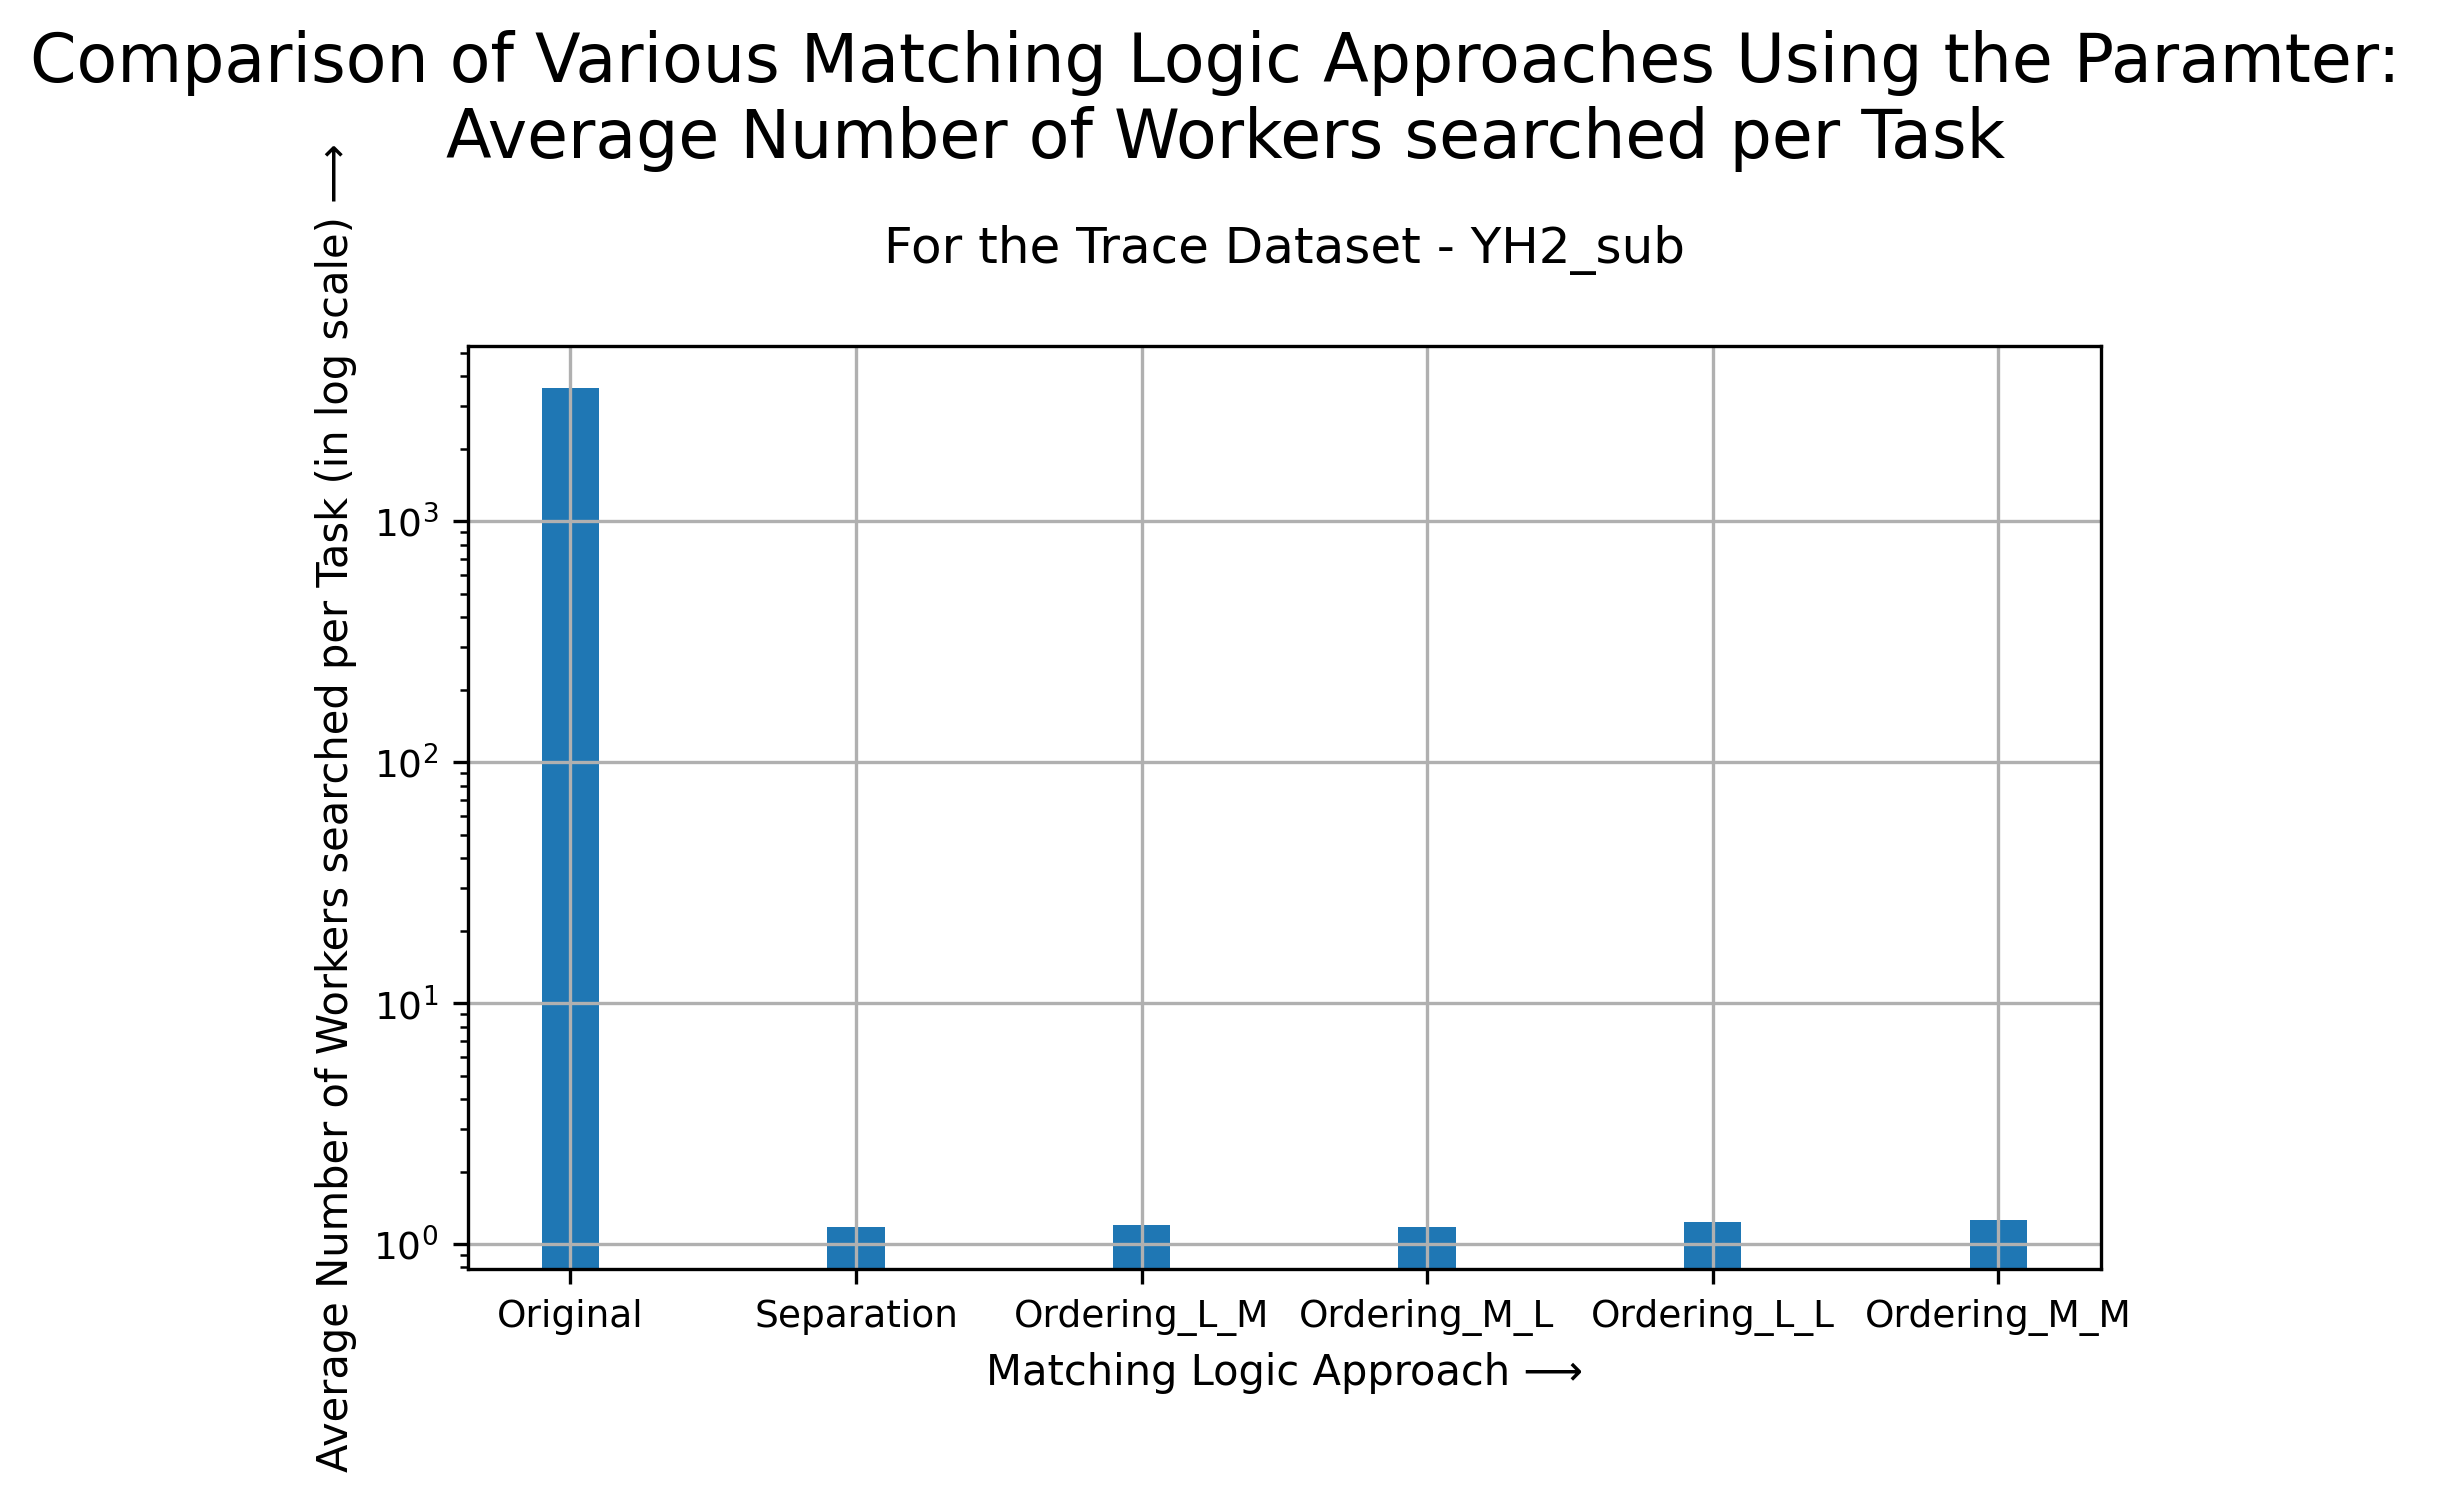 Comparison of Various Matching Logic Approaches Using the Paramter:
Average Number of Workers searched per Task
For the Trace Dataset - YH2_sub
Average Number of Workers searched per Task (in log scale) ⟶
10³
10²
10¹
10⁰
Original Separation Ordering_L_M Ordering_M_L Ordering_L_L Ordering_M_M
Matching Logic Approach ⟶